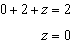 0 + 2 + z = 2
z = 0